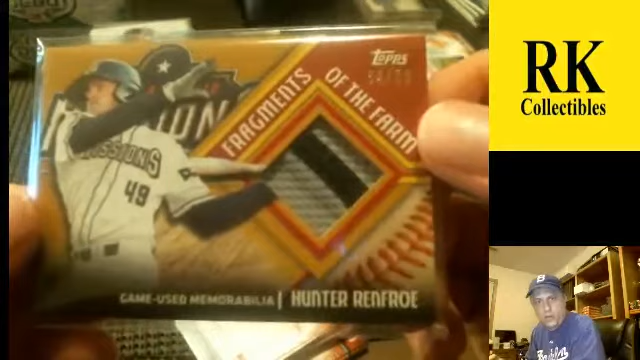 TOPPS
FRAGMENTS
OF THE FARM
MISSIONS
49
GAME-USED MEMORABILIA | HUNTER RENFROE
RK
Collectibles
B